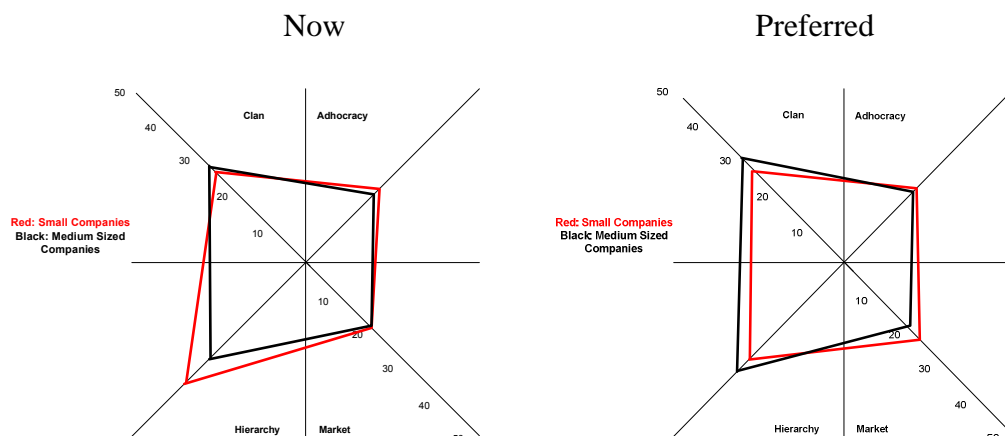 Now
50
40
30
20
10
Clan
Adhocracy
Red: Small Companies
Black: Medium Sized
Companies
10
20
30
40
Hierarchy
Market
Preferred
50
40
30
20
10
Clan
Adhocracy
Red: Small Companies
Black: Medium Sized
Companies
10
20
30
40
Hierarchy
Market